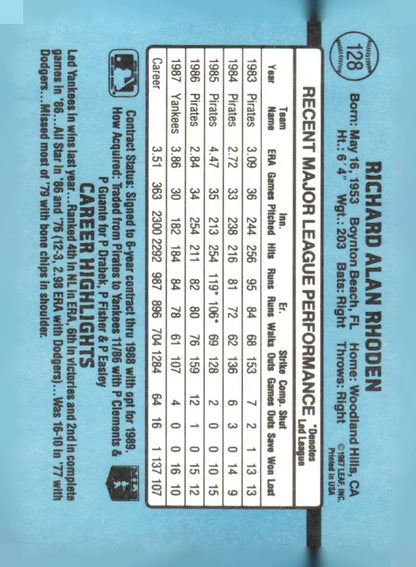 128
RICHARD ALAN RHODEN
Born: May 16, 1953 Boynton Beach, FL Home: Woodland Hills, CA
Ht.: 6' 4" Wgt.: 203 Bats: Right Throws: Right
©1987 LEAF, INC.
Printed in USA
RECENT MAJOR LEAGUE PERFORMANCE *Denotes Led League
Year Team Name ERA Games Inn. Pitched Hits Runs Er. Runs Walks Strike Outs Comp. Games Shut Outs Save Won Lost
1983 Pirates 3.09 36 244 256 95 84 68 153 7 2 1 13 13
1984 Pirates 2.72 33 238 216 81 72 62 136 6 3 0 14 9
1985 Pirates 4.47 35 213 254 119* 106* 69 128 2 0 0 10 15
1986 Pirates 2.84 34 254 211 82 80 76 159 12 1 0 15 12
1987 Yankees 3.86 30 182 184 84 78 61 107 4 0 0 16 10
Career 3.51 363 2300 2292 987 896 704 1284 64 16 1 137 107
Contract Status: Signed to 6-year contract thru 1988 with opt for 1989.
How Acquired: Traded from Pirates to Yankees 11/86 with P Clements & P Guante for P Drabek, P Fisher & P Easley
CAREER HIGHLIGHTS
Led Yankees in wins last year...Ranked 4th in NL in ERA, 6th in victories and 2nd in complete
games in '86...All Star in '86 and '76 (12-3, 2.98 ERA with Dodgers)...Was 16-10 in '77 with
Dodgers...Missed most of '79 with bone chips in shoulder.